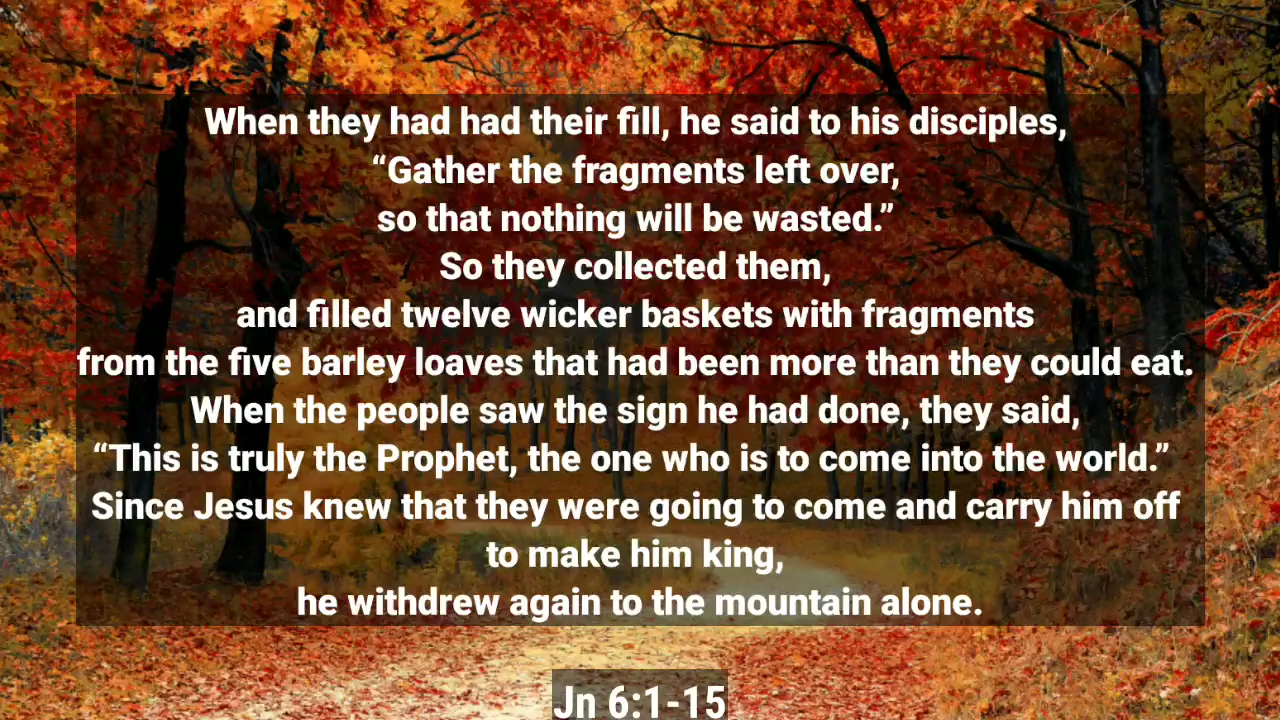 When they had had their fill, he said to his disciples,
“Gather the fragments left over,
so that nothing will be wasted.”
So they collected them,
and filled twelve wicker baskets with fragments
from the five barley loaves that had been more than they could eat.
When the people saw the sign he had done, they said,
“This is truly the Prophet, the one who is to come into the world.”
Since Jesus knew that they were going to come and carry him off
to make him king,
he withdrew again to the mountain alone.
Jn 6:1-15